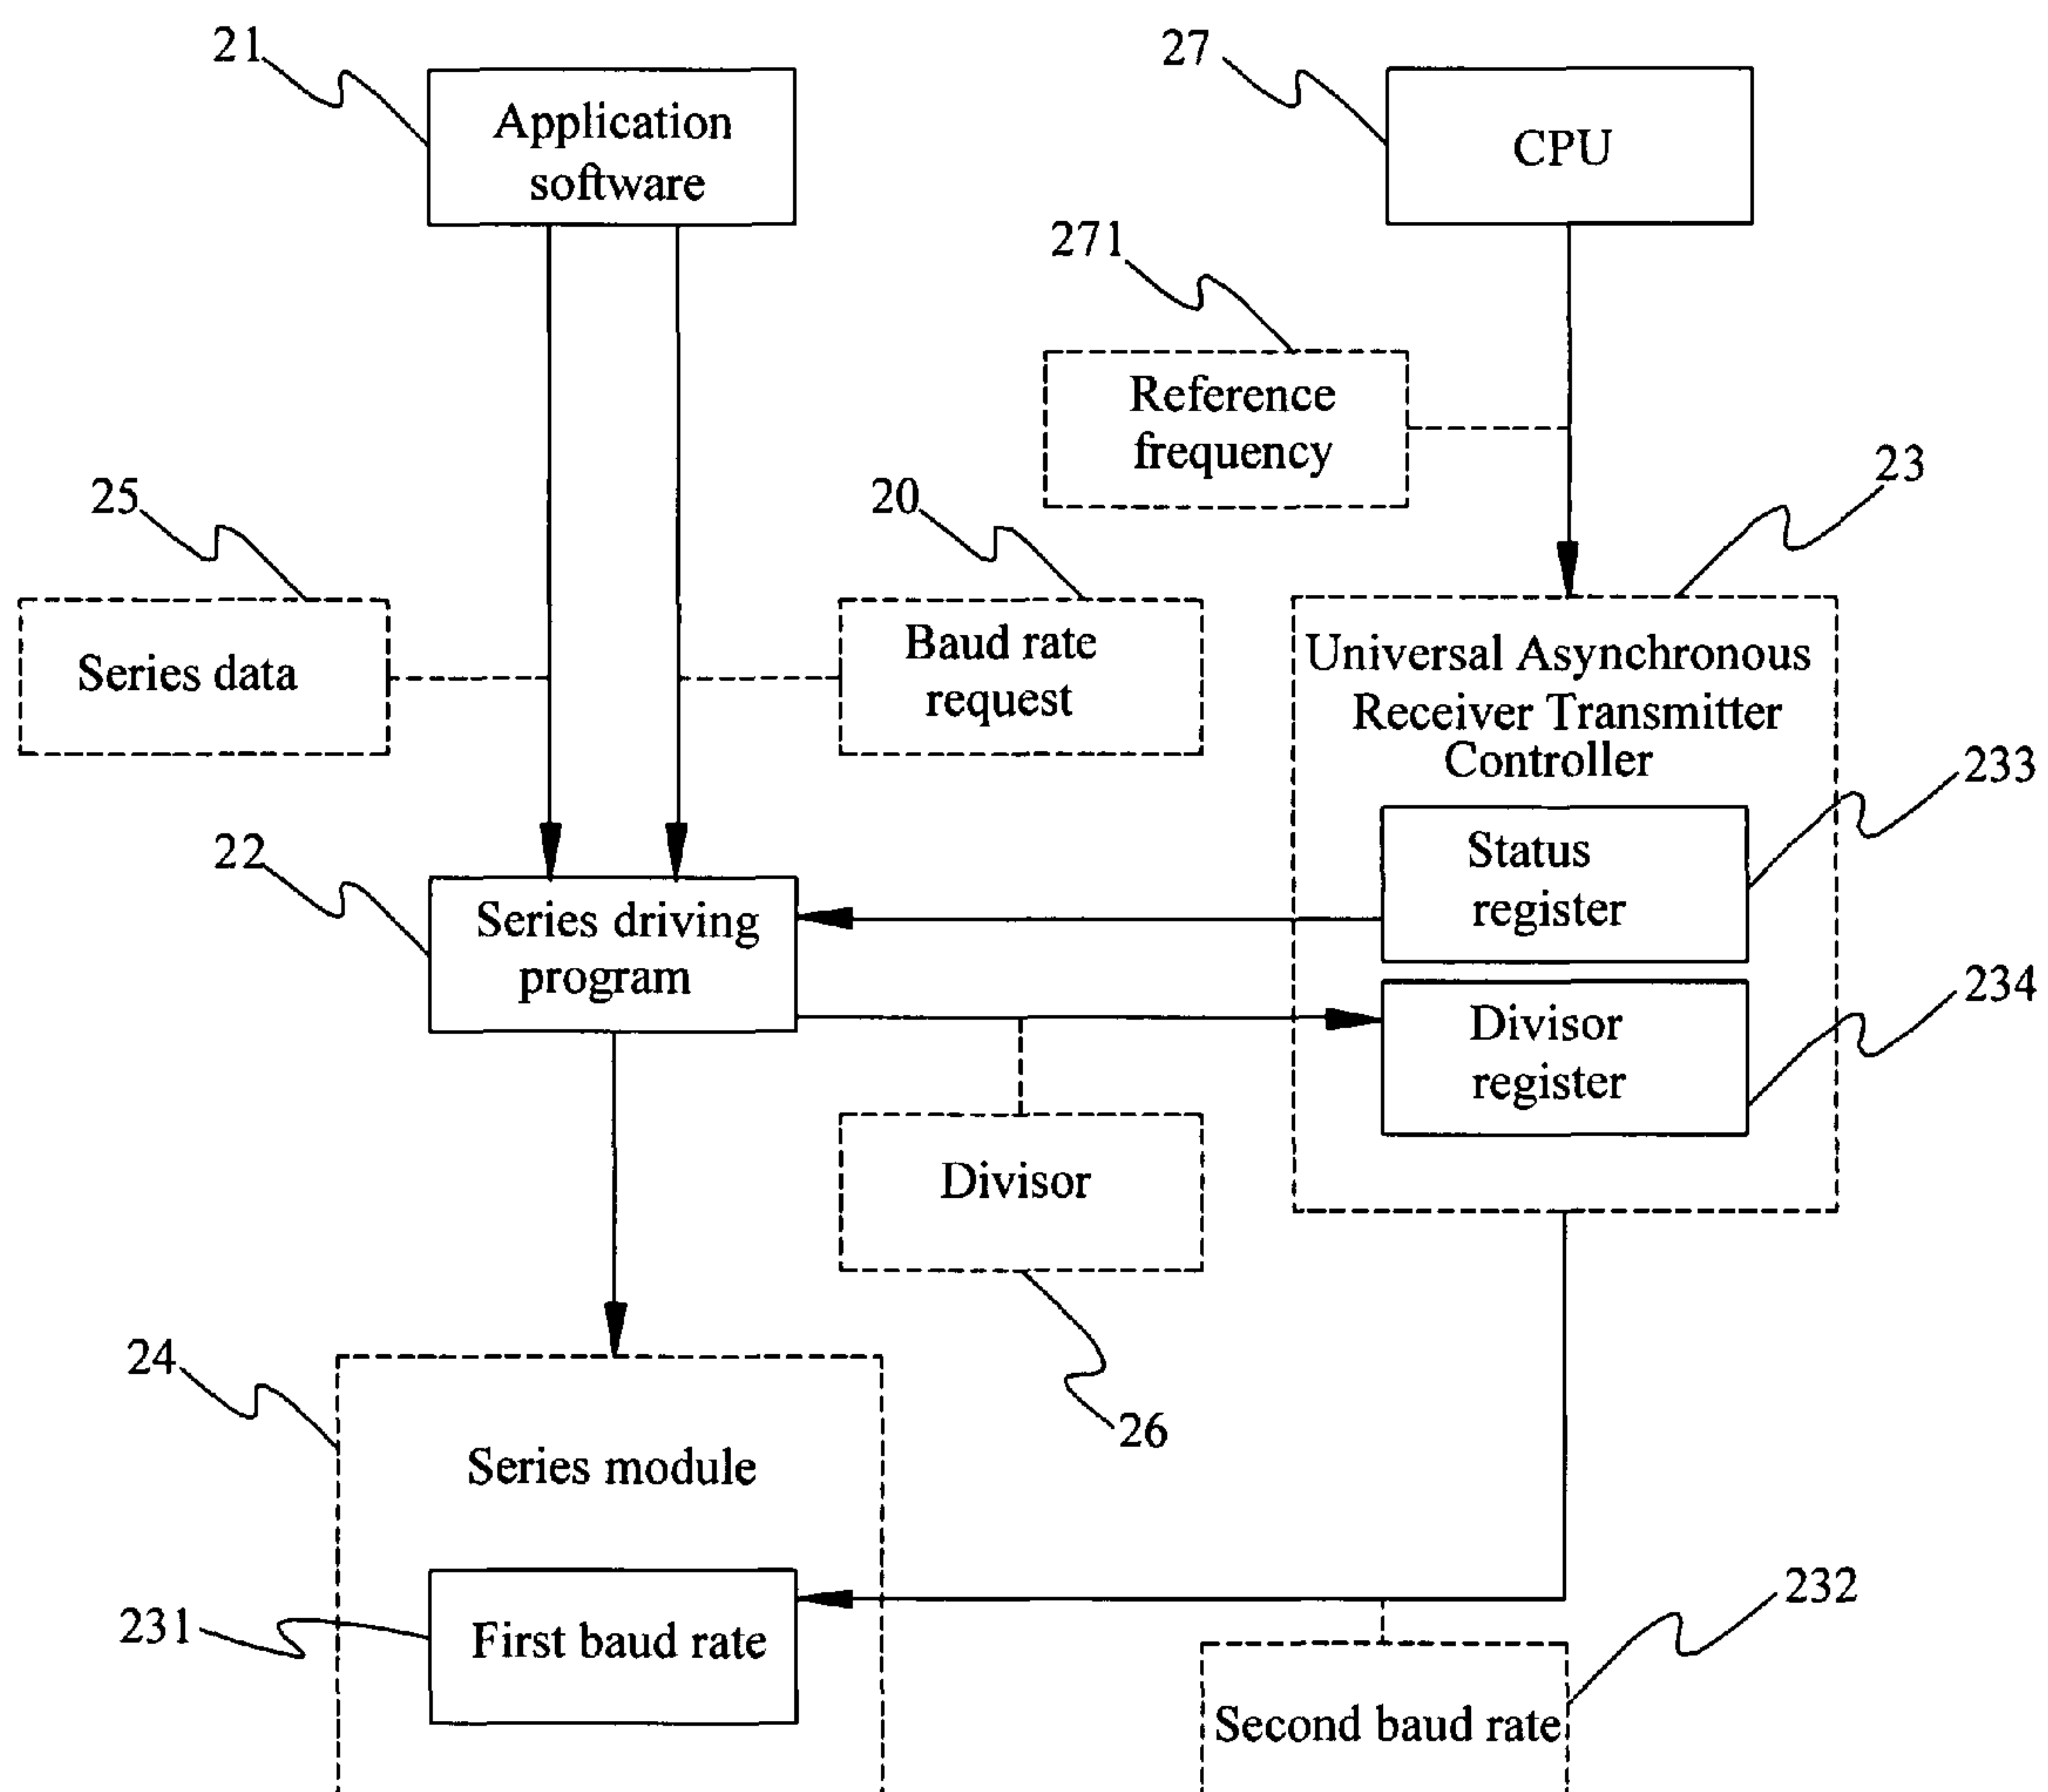 21
Application
software
27
CPU
271
Reference
frequency
23
25
Series data
20
Baud rate
request
Universal Asynchronous
Receiver Transmitter
Controller
233
Status
register
22
Series driving
program
234
Divisor
register
Divisor
26
24
Series module
231
First baud rate
232
Second baud rate